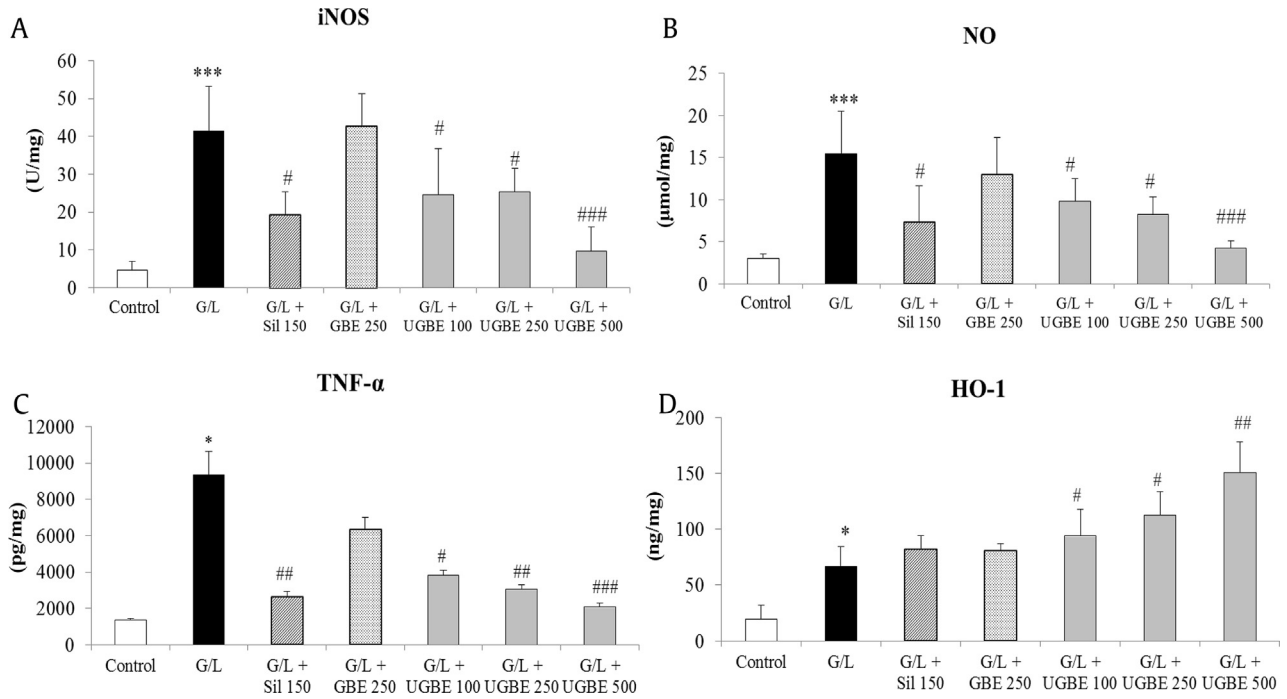 A
iNOS
(U/mg)
60
50
40
30
20
10
0
***
#
#
#
###
Control
G/L
G/L +
Sil 150
G/L +
GBE 250
G/L +
UGBE 100
G/L +
UGBE 250
G/L +
UGBE 500
B
NO
(μmol/mg)
25
20
15
10
5
0
***
#
#
#
###
Control
G/L
G/L +
Sil 150
G/L +
GBE 250
G/L +
UGBE 100
G/L +
UGBE 250
G/L +
UGBE 500
C
TNF-α
(pg/mg)
12000
10000
8000
6000
4000
2000
0
*
##
#
##
###
Control
G/L
G/L +
Sil 150
G/L +
GBE 250
G/L +
UGBE 100
G/L +
UGBE 250
G/L +
UGBE 500
D
HO-1
(ng/mg)
200
150
100
50
0
*
#
#
##
Control
G/L
G/L +
Sil 150
G/L +
GBE 250
G/L +
UGBE 100
G/L +
UGBE 250
G/L +
UGBE 500